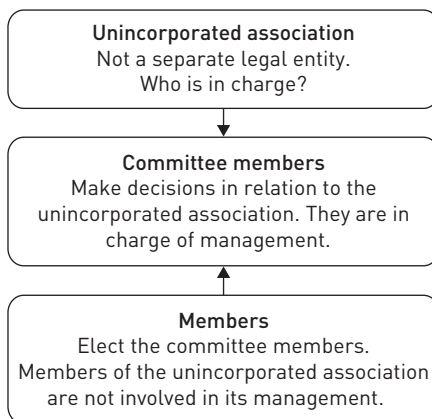 Unincorporated association
Not a separate legal entity.
Who is in charge?
Committee members
Make decisions in relation to the
unincorporated association. They are in
charge of management.
Members
Elect the committee members.
Members of the unincorporated association
are not involved in its management.